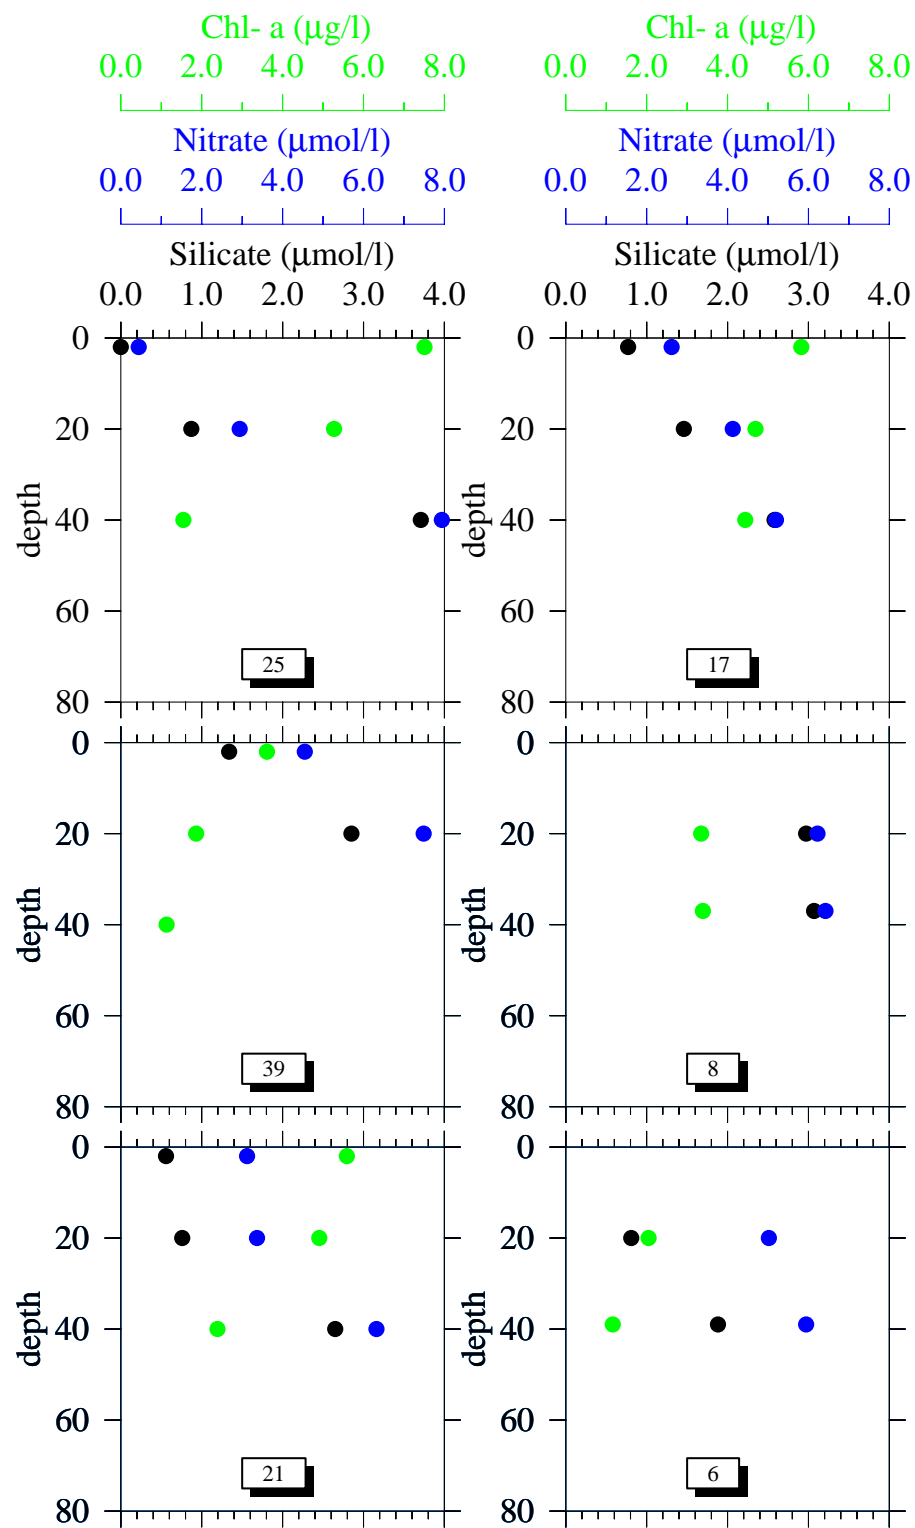 Chl- a (μg/l) Chl- a (μg/l)
0.0 2.0 4.0 6.0 8.0 0.0 2.0 4.0 6.0 8.0
Nitrate (μmol/l) Nitrate (μmol/l)
0.0 2.0 4.0 6.0 8.0 0.0 2.0 4.0 6.0 8.0
Silicate (μmol/l) Silicate (μmol/l)
0.0 1.0 2.0 3.0 4.0 0.0 1.0 2.0 3.0 4.0
0 0
20 20
depth depth
40 40
60 60
25 17
80 80
0 0
20 20
depth depth
40 40
60 60
39 8
80 80
0 0
20 20
depth depth
40 40
60 60
21 6
80 80